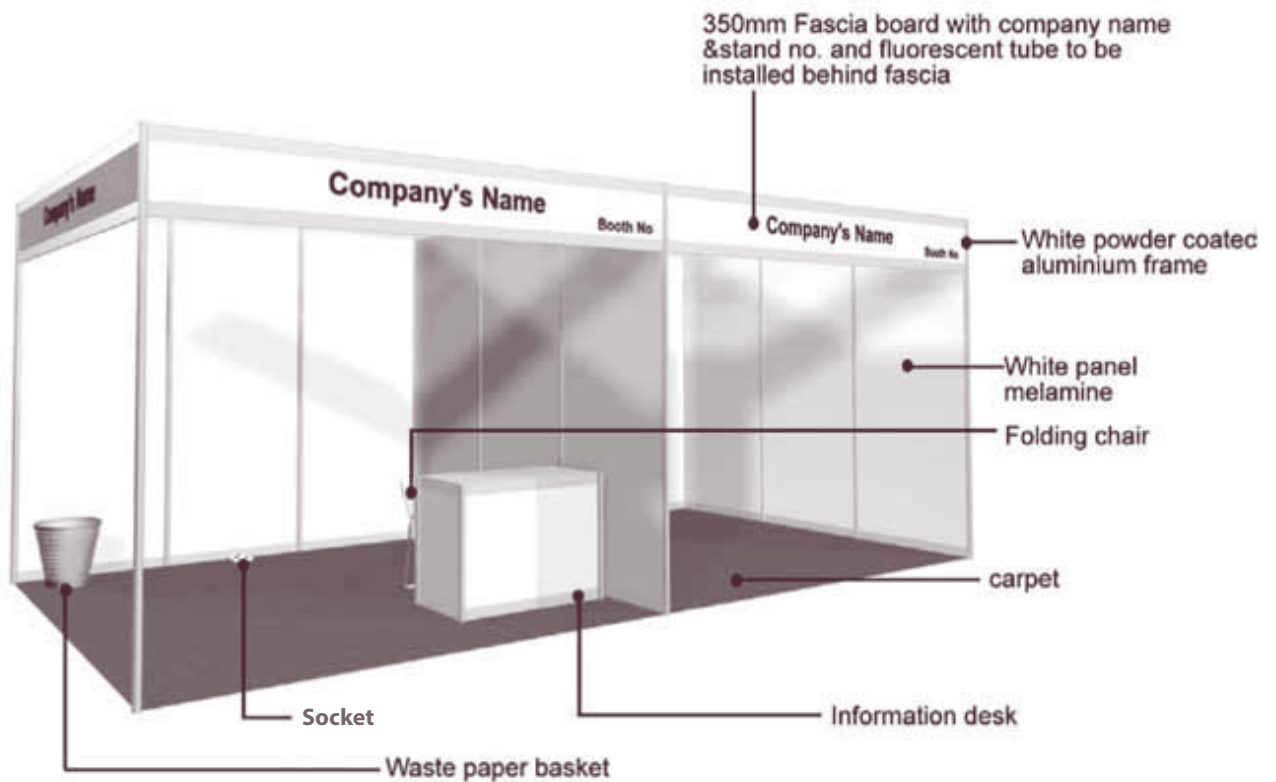 350mm Fascia board with company name
&stand no. and fluorescent tube to be
installed behind fascia
Company's Name
Company's Name
Booth No
Company's Name
Booth No
White powder coated
aluminium frame
White panel
melamine
Folding chair
carpet
Information desk
Socket
Waste paper basket